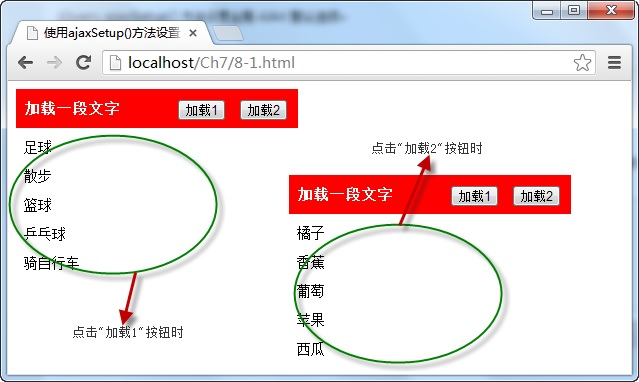 使用ajaxSetup()方法设置
localhost/Ch7/8-1.html
加载一段文字 加载1 加载2
足球
散步
篮球
乒乓球
骑自行车
点击"加载1"按钮时
点击"加载2"按钮时
加载一段文字 加载1 加载2
橘子
香蕉
葡萄
苹果
西瓜